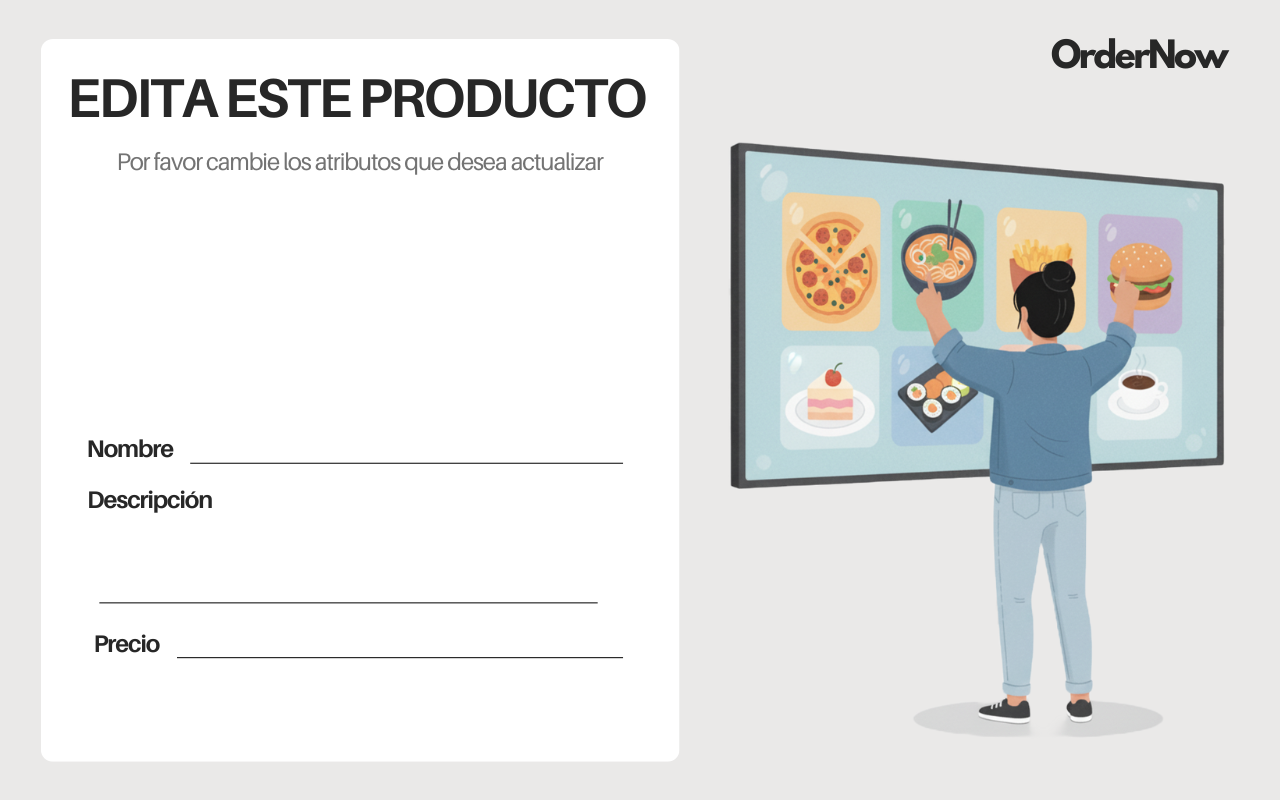 OrderNow
EDITA ESTE PRODUCTO
Por favor cambie los atributos que desea actualizar
Nombre
Descripción
Precio